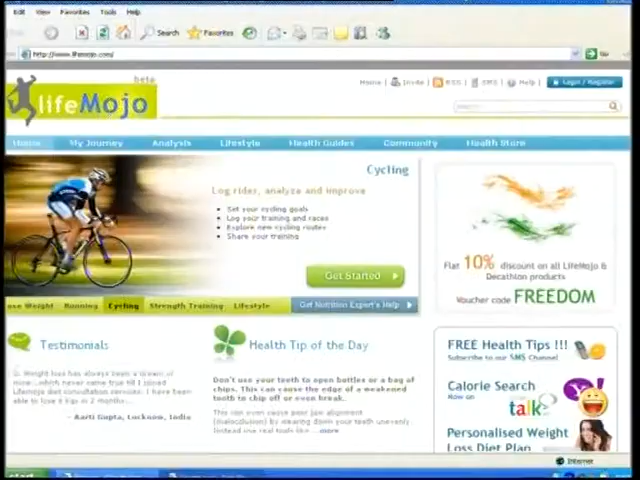 Edit View Favorites Tools Help
Search Favorites
http://www.lifemojo.com/
Go
beta
lifeMojo
Home Invite RSS SMS Help Login / Register
Home My Journey Analysis Lifestyle Health Guides Community Health Store
Cycling
Log rides, analyze and improve
Set your cycling goals
Log your training and races
Explore new cycling routes
Share your training
Get Started
ose Weight Running Cycling Strength Training Lifestyle Get Nutrition Expert's Help
Flat 10% discount on all LifeMojo &
Decathlon products
Voucher code FREEDOM
Testimonials
Weight loss has always been a dream of
mine...which never came true till I joined
Lifemojo diet consultation services. I have been
able to lose 8 kgs in 2 months...
- Aarti Gupta, Lucknow, India
Health Tip of the Day
Don't use your teeth to open bottles or a bag of
chips. This can cause the edge of a weakened
tooth to chip off or even break.
This can even cause poor jaw alignment
(malocclusion) by wearing down your teeth unevenly.
Instead use real tools like ...more
FREE Health Tips !!!
Subscribe to our SMS Channel
Calorie Search
Now on
talk
Personalised Weight
Loss Diet Plan
start
Internet